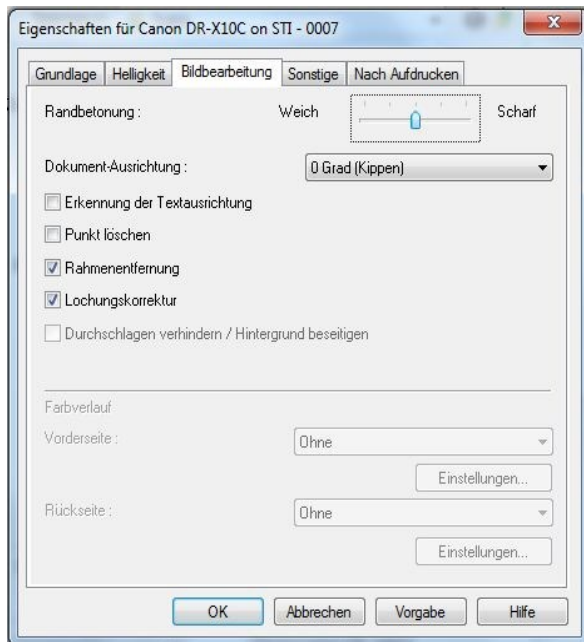 Eigenschaften für Canon DR-X10C on STI - 0007
Grundlage Helligkeit Bildbearbeitung Sonstige Nach Aufdrucken
Randbetonung : Weich Scharf
Dokument-Ausrichtung : 0 Grad (Kippen)
Erkennung der Textausrichtung
Punkt löschen
Rahmenentfernung
Lochungskorrektur
Durchschlagen verhindern / Hintergrund beseitigen
Farbverlauf
Vorderseite : Ohne
Einstellungen...
Rückseite : Ohne
Einstellungen...
OK Abbrechen Vorgabe Hilfe